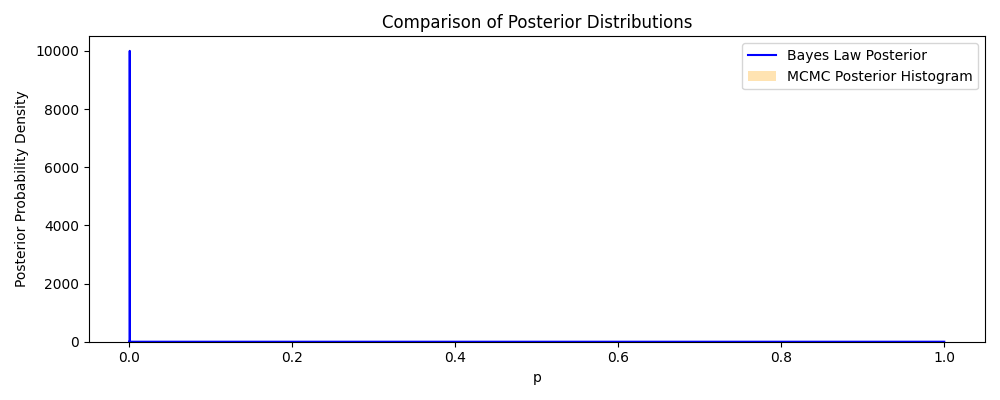 Comparison of Posterior Distributions
Bayes Law Posterior
MCMC Posterior Histogram
Posterior Probability Density
10000
8000
6000
4000
2000
0
0.0 0.2 0.4 0.6 0.8 1.0
p